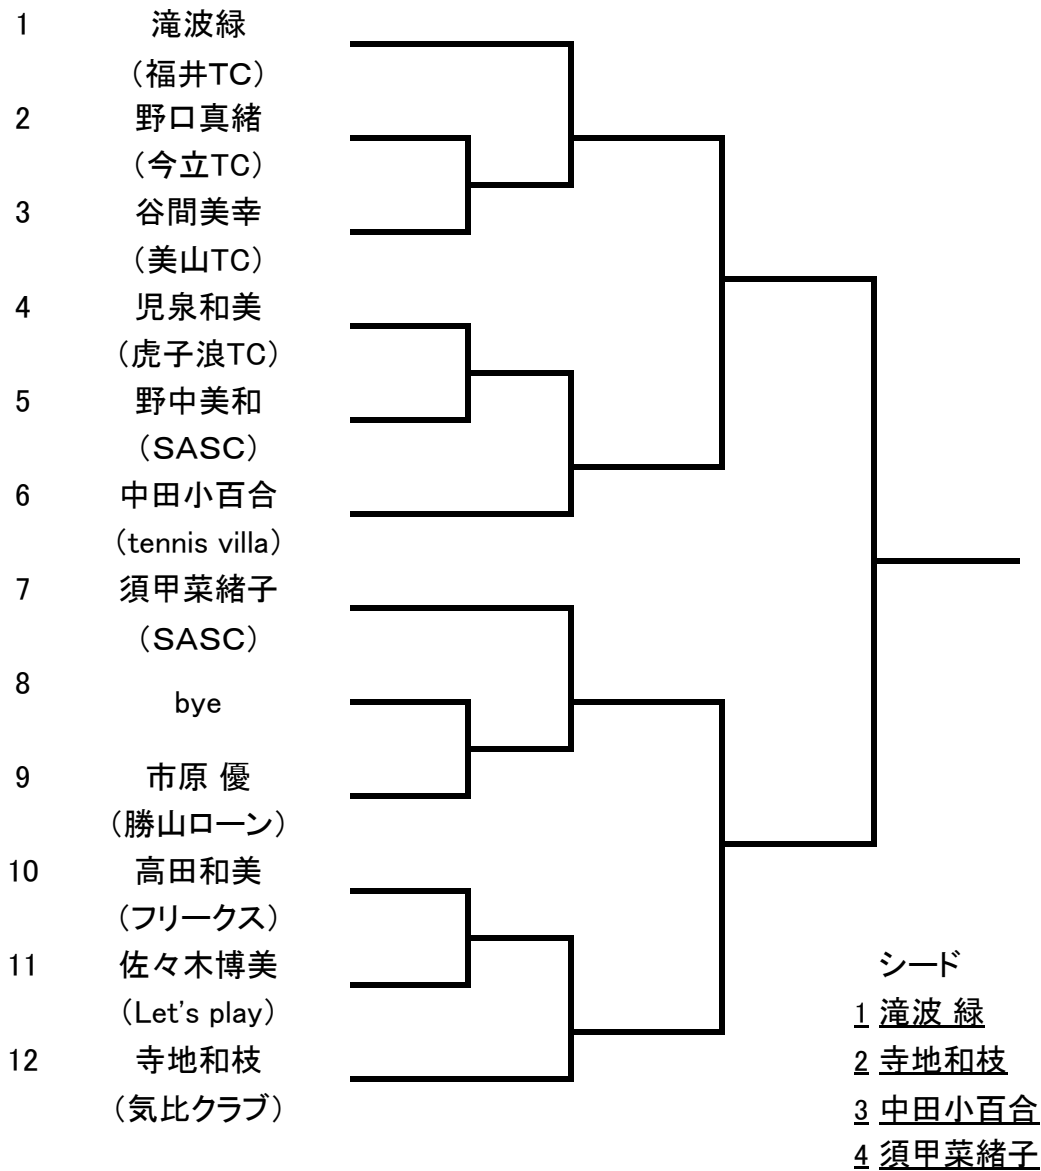 1 滝波緑
（福井TC）
2 野口真緒
（今立TC）
3 谷間美幸
（美山TC）
4 児泉和美
（虎子浪TC）
5 野中美和
（SASC）
6 中田小百合
（tennis villa）
7 須甲菜緒子
（SASC）
8 bye
9 市原 優
（勝山ローン）
10 高田和美
（フリークス）
11 佐々木博美
（Let's play）
12 寺地和枝
（気比クラブ）
シード
1 滝波 緑
2 寺地和枝
3 中田小百合
4 須甲菜緒子